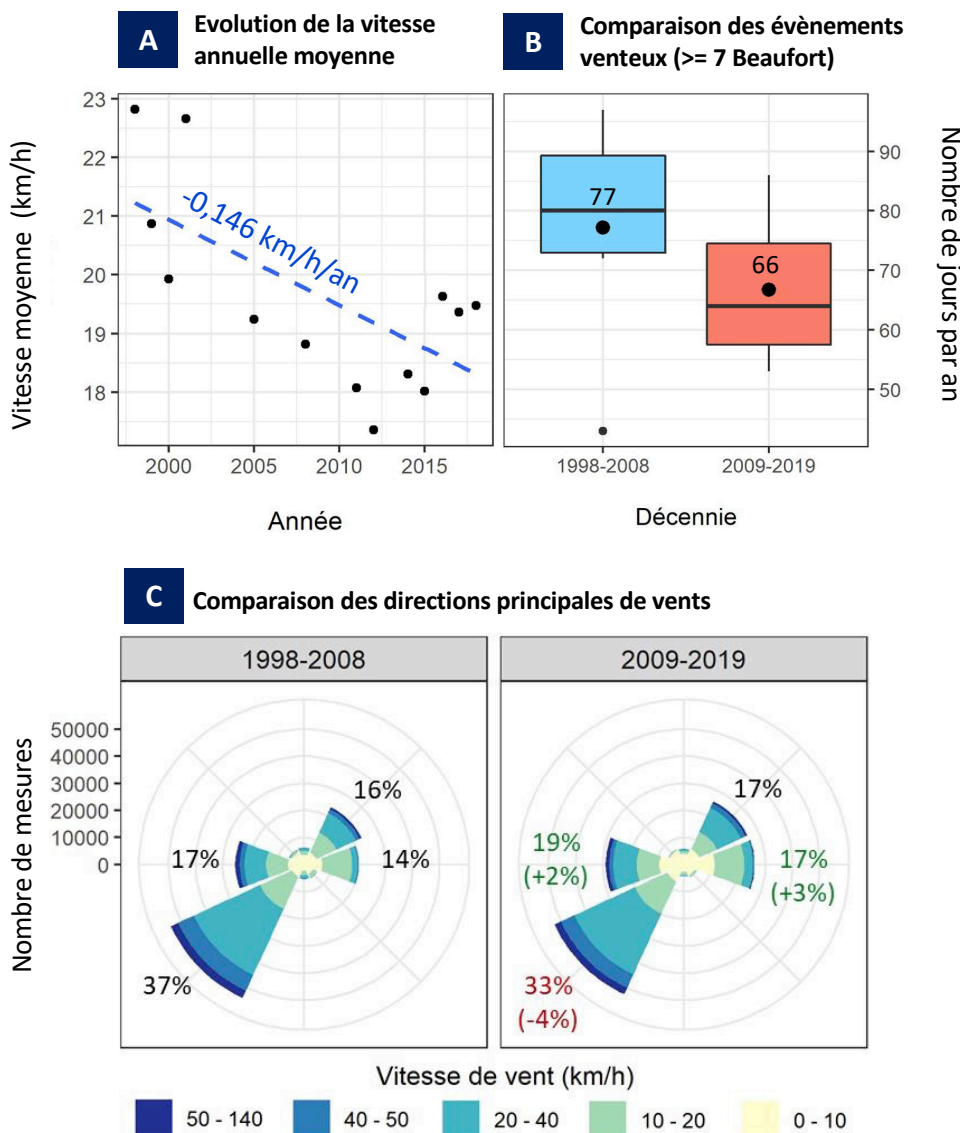 A
Evolution de la vitesse
annuelle moyenne
B
Comparaison des évènements
venteux (>= 7 Beaufort)
Vitesse moyenne (km/h)
23
22
21
20
19
18
-0,146 km/h/an
2000
2005
2010
2015
Année
77
66
90
80
70
60
50
Nombre de jours par an
1998-2008
2009-2019
Décennie
C
Comparaison des directions principales de vents
1998-2008
2009-2019
Nombre de mesures
50000
40000
30000
20000
10000
0
16%
17%
14%
37%
17%
19%
(+2%)
17%
(+3%)
33%
(-4%)
Vitesse de vent (km/h)
50 - 140
40 - 50
20 - 40
10 - 20
0 - 10